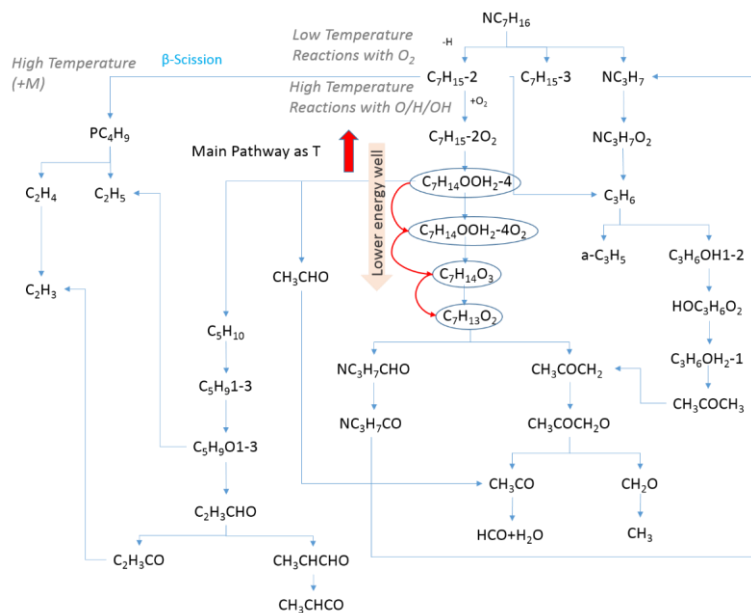 NC₇H₁₆
Low Temperature
Reactions with O₂
-H
High Temperature
(+M)
β-Scission
C₇H₁₅-2
C₇H₁₅-3
NC₃H₇
High Temperature
Reactions with O/H/OH
+O₂
PC₄H₉
C₇H₁₅-2O₂
NC₃H₇O₂
Main Pathway as T
Lower energy well
C₂H₄
C₂H₅
C₇H₁₄OOH₂-4
C₃H₆
C₇H₁₄OOH₂-4O₂
a-C₃H₅
C₃H₆OH1-2
CH₃CHO
C₇H₁₄O₃
C₂H₃
HOC₃H₆O₂
C₇H₁₃O₂
C₅H₁₀
C₃H₆OH₂-1
NC₃H₇CHO
CH₃COCH₂
C₅H₉1-3
CH₃COCH₃
NC₃H₇CO
CH₃COCH₂O
C₅H₉O1-3
CH₃CO
CH₂O
C₂H₃CHO
HCO+H₂O
CH₃
C₂H₃CO
CH₃CHCHO
CH₃CHCO